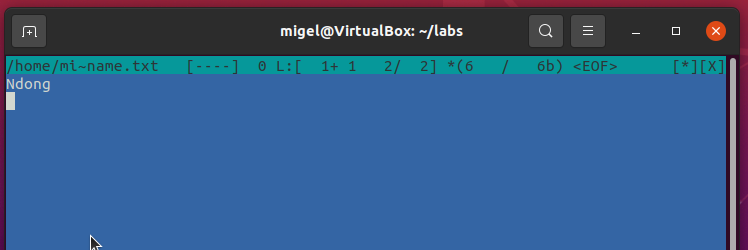 migel@VirtualBox: ~/labs
/home/mi~name.txt   [----]  0 L:[  1+ 1   2/  2] *(6   /   6b) <EOF>      [*][X]
Ndong